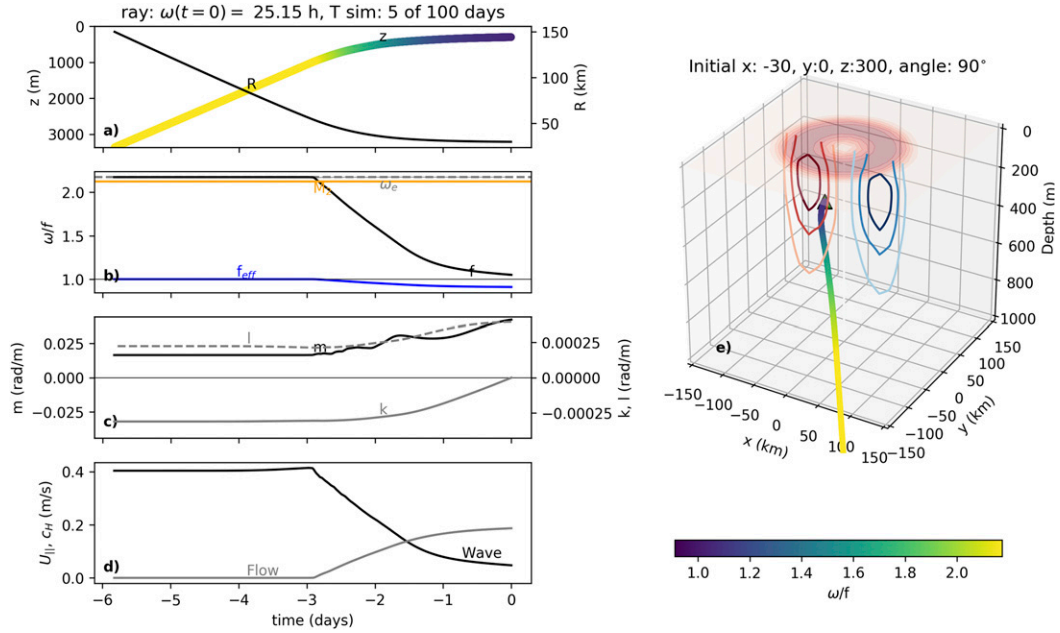 ray: ω(t=0) = 25.15 h, T sim: 5 of 100 days
0
1000
2000
3000
z (m)
150
100
50
R (km)
z
R
a)
2.0
1.5
1.0
ω/f
M₂
ω_e
f_eff
f
b)
0.025
0.000
−0.025
m (rad/m)
0.00025
0.00000
−0.00025
k, l (rad/m)
l
m
k
c)
0.4
0.2
0.0
U_||, c_H (m/s)
Wave
Flow
d)
−6
−5
−4
−3
−2
−1
0
time (days)
Initial x: -30, y:0, z:300, angle: 90°
0
200
400
600
800
1000
Depth (m)
e)
−150
−100
−50
0
50
100
150
x (km)
−150
−100
−50
0
50
100
150
y (km)
1.0
1.2
1.4
1.6
1.8
2.0
ω/f